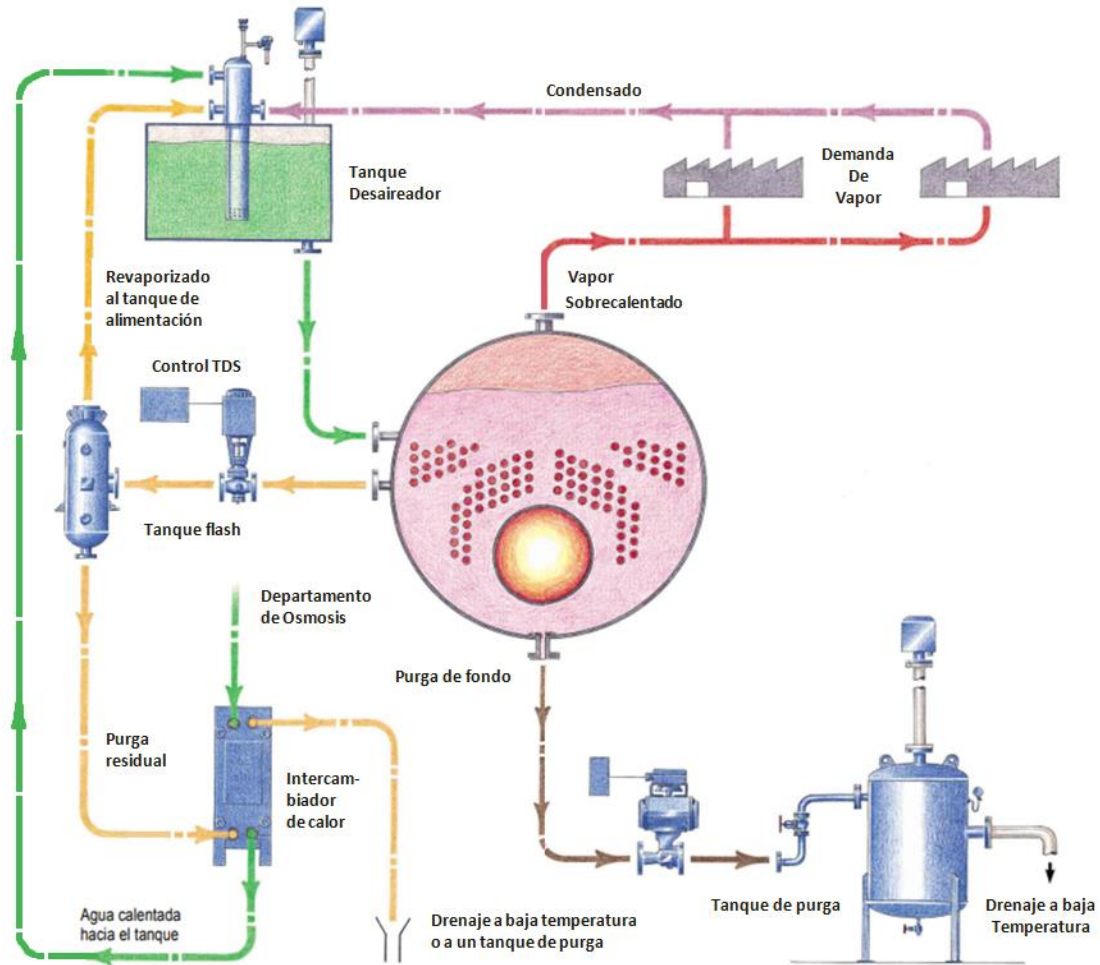 Condensado
Tanque
Desaireador
Demanda
De
Vapor
Revaporizado
al tanque de
alimentación
Vapor
Sobrecalentado
Control TDS
Tanque flash
Departamento
de Osmosis
Purga de fondo
Purga
residual
Intercam-
biador
de calor
Agua calentada
hacia el tanque
Drenaje a baja temperatura
o a un tanque de purga
Tanque de purga
Drenaje a baja
Temperatura